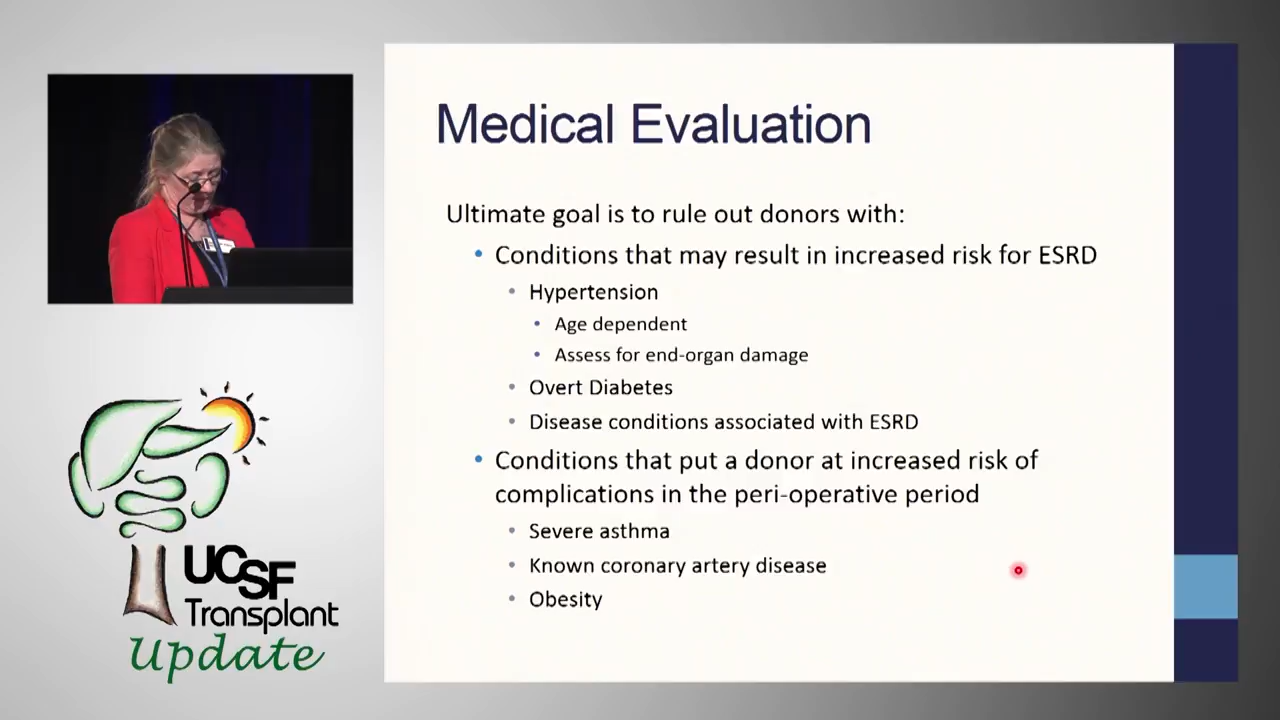 Medical Evaluation
Ultimate goal is to rule out donors with:
• Conditions that may result in increased risk for ESRD
• Hypertension
• Age dependent
• Assess for end-organ damage
• Overt Diabetes
• Disease conditions associated with ESRD
• Conditions that put a donor at increased risk of
complications in the peri-operative period
• Severe asthma
• Known coronary artery disease
• Obesity
UCSF
Transplant
Update